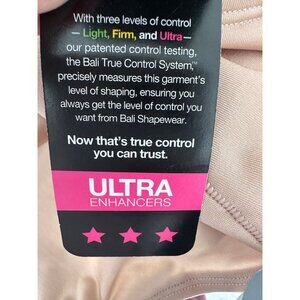 With three levels of control
— Light, Firm, and Ultra—
our patented control testing,
the Bali True Control System,™
precisely measures this garment's
level of shaping, ensuring you
always get the level of control you
want from Bali Shapewear.
Now that's true control
you can trust.
ULTRA
ENHANCERS